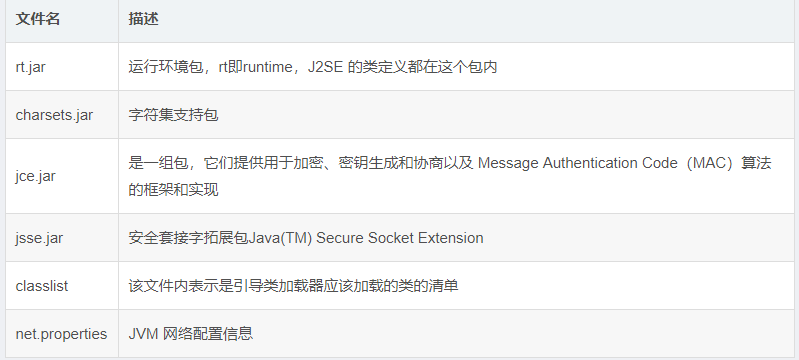 文件名 描述
rt.jar 运行环境包，rt即runtime，J2SE 的类定义都在这个包内
charsets.jar 字符集支持包
jce.jar 是一组包，它们提供用于加密、密钥生成和协商以及 Message Authentication Code（MAC）算法
的框架和实现
jsse.jar 安全套接字拓展包Java(TM) Secure Socket Extension
classlist 该文件内表示是引导类加载器应该加载的类的清单
net.properties JVM 网络配置信息